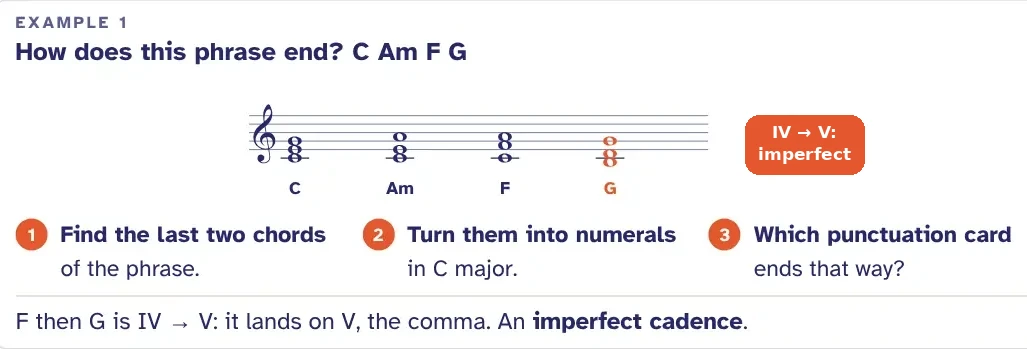 EXAMPLE 1
How does this phrase end? C Am F G
IV → V:
imperfect
C Am F G
1 Find the last two chords
of the phrase.
2 Turn them into numerals
in C major.
3 Which punctuation card
ends that way?
F then G is IV → V: it lands on V, the comma. An imperfect cadence.